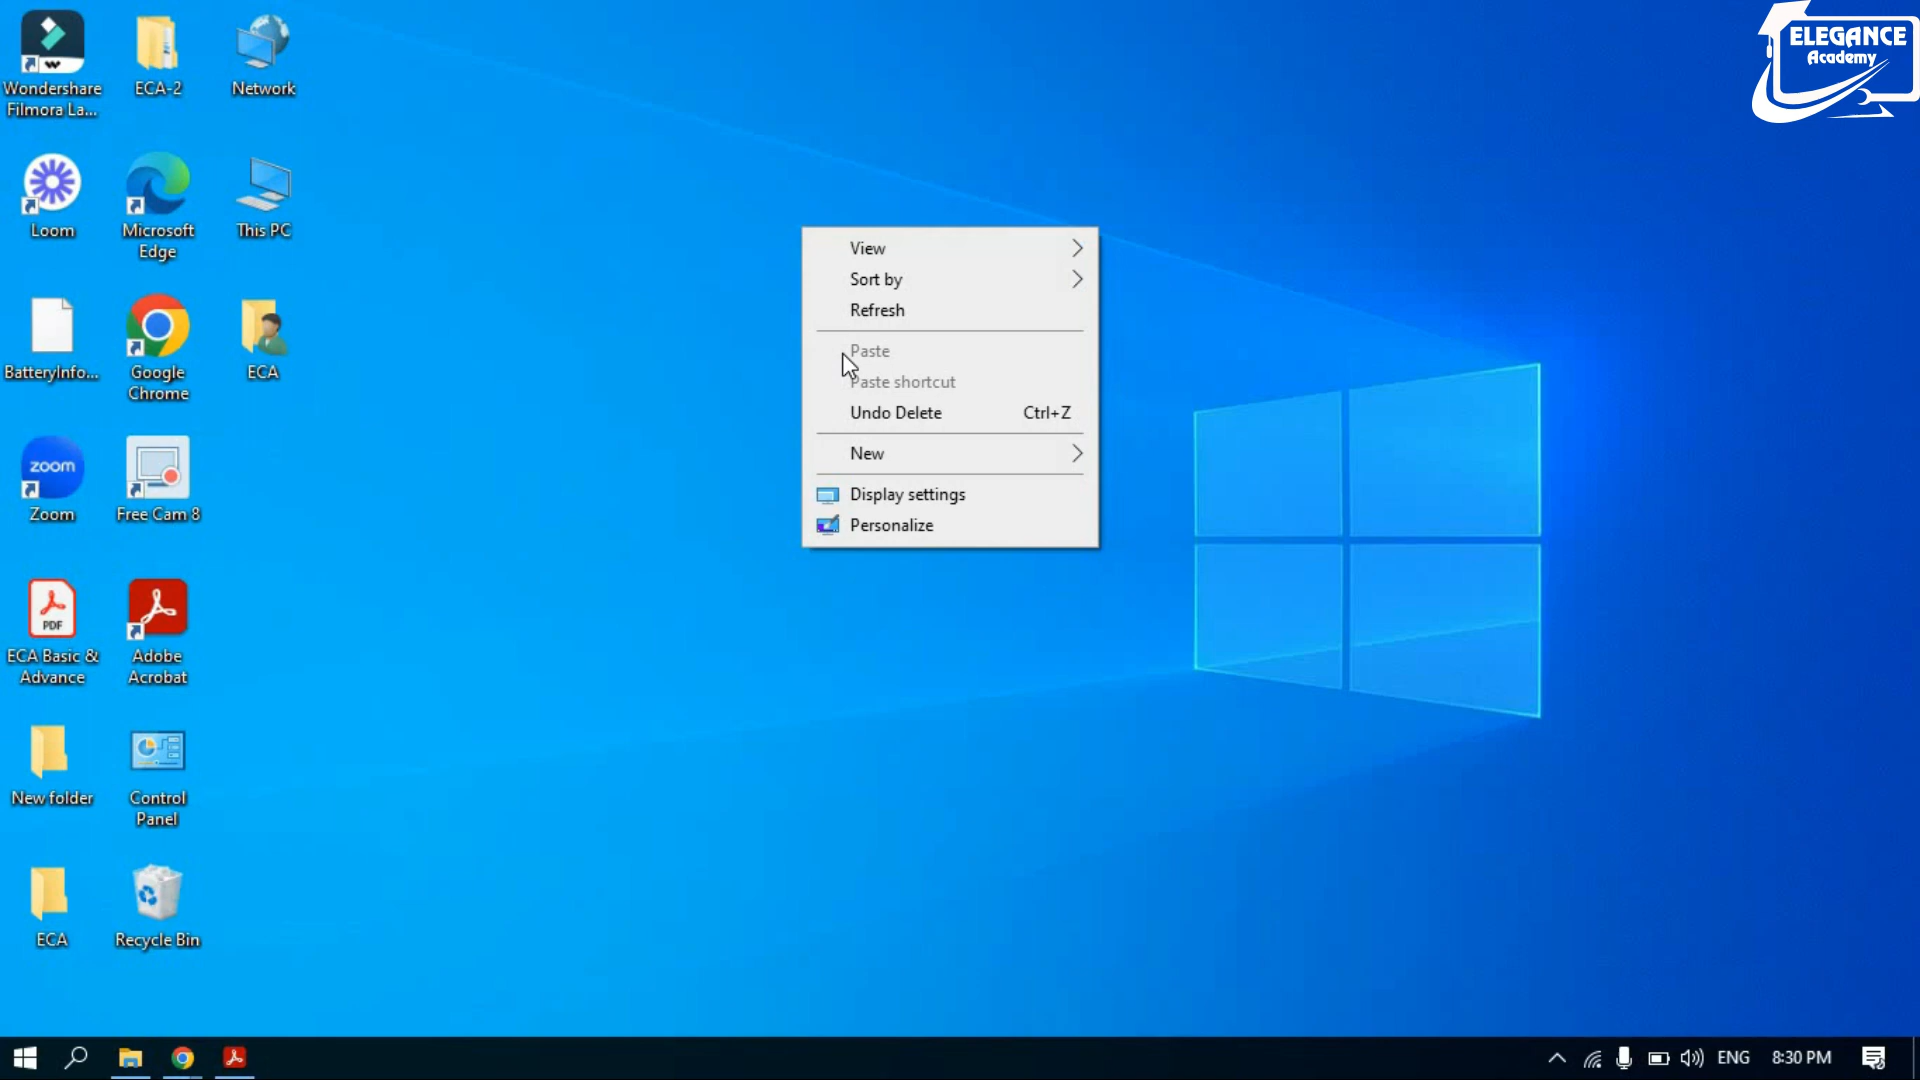 ELEGANCE
Academy
Wondershare
Filmora La...
ECA-2
Network
Loom
Microsoft
Edge
This PC
BatteryInfo...
Google
Chrome
ECA
zoom
Zoom
Free Cam 8
PDF
ECA Basic &
Advance
Adobe
Acrobat
New folder
Control
Panel
ECA
Recycle Bin
View
Sort by
Refresh
Paste
Paste shortcut
Undo Delete Ctrl+Z
New
Display settings
Personalize
ENG 8:30 PM